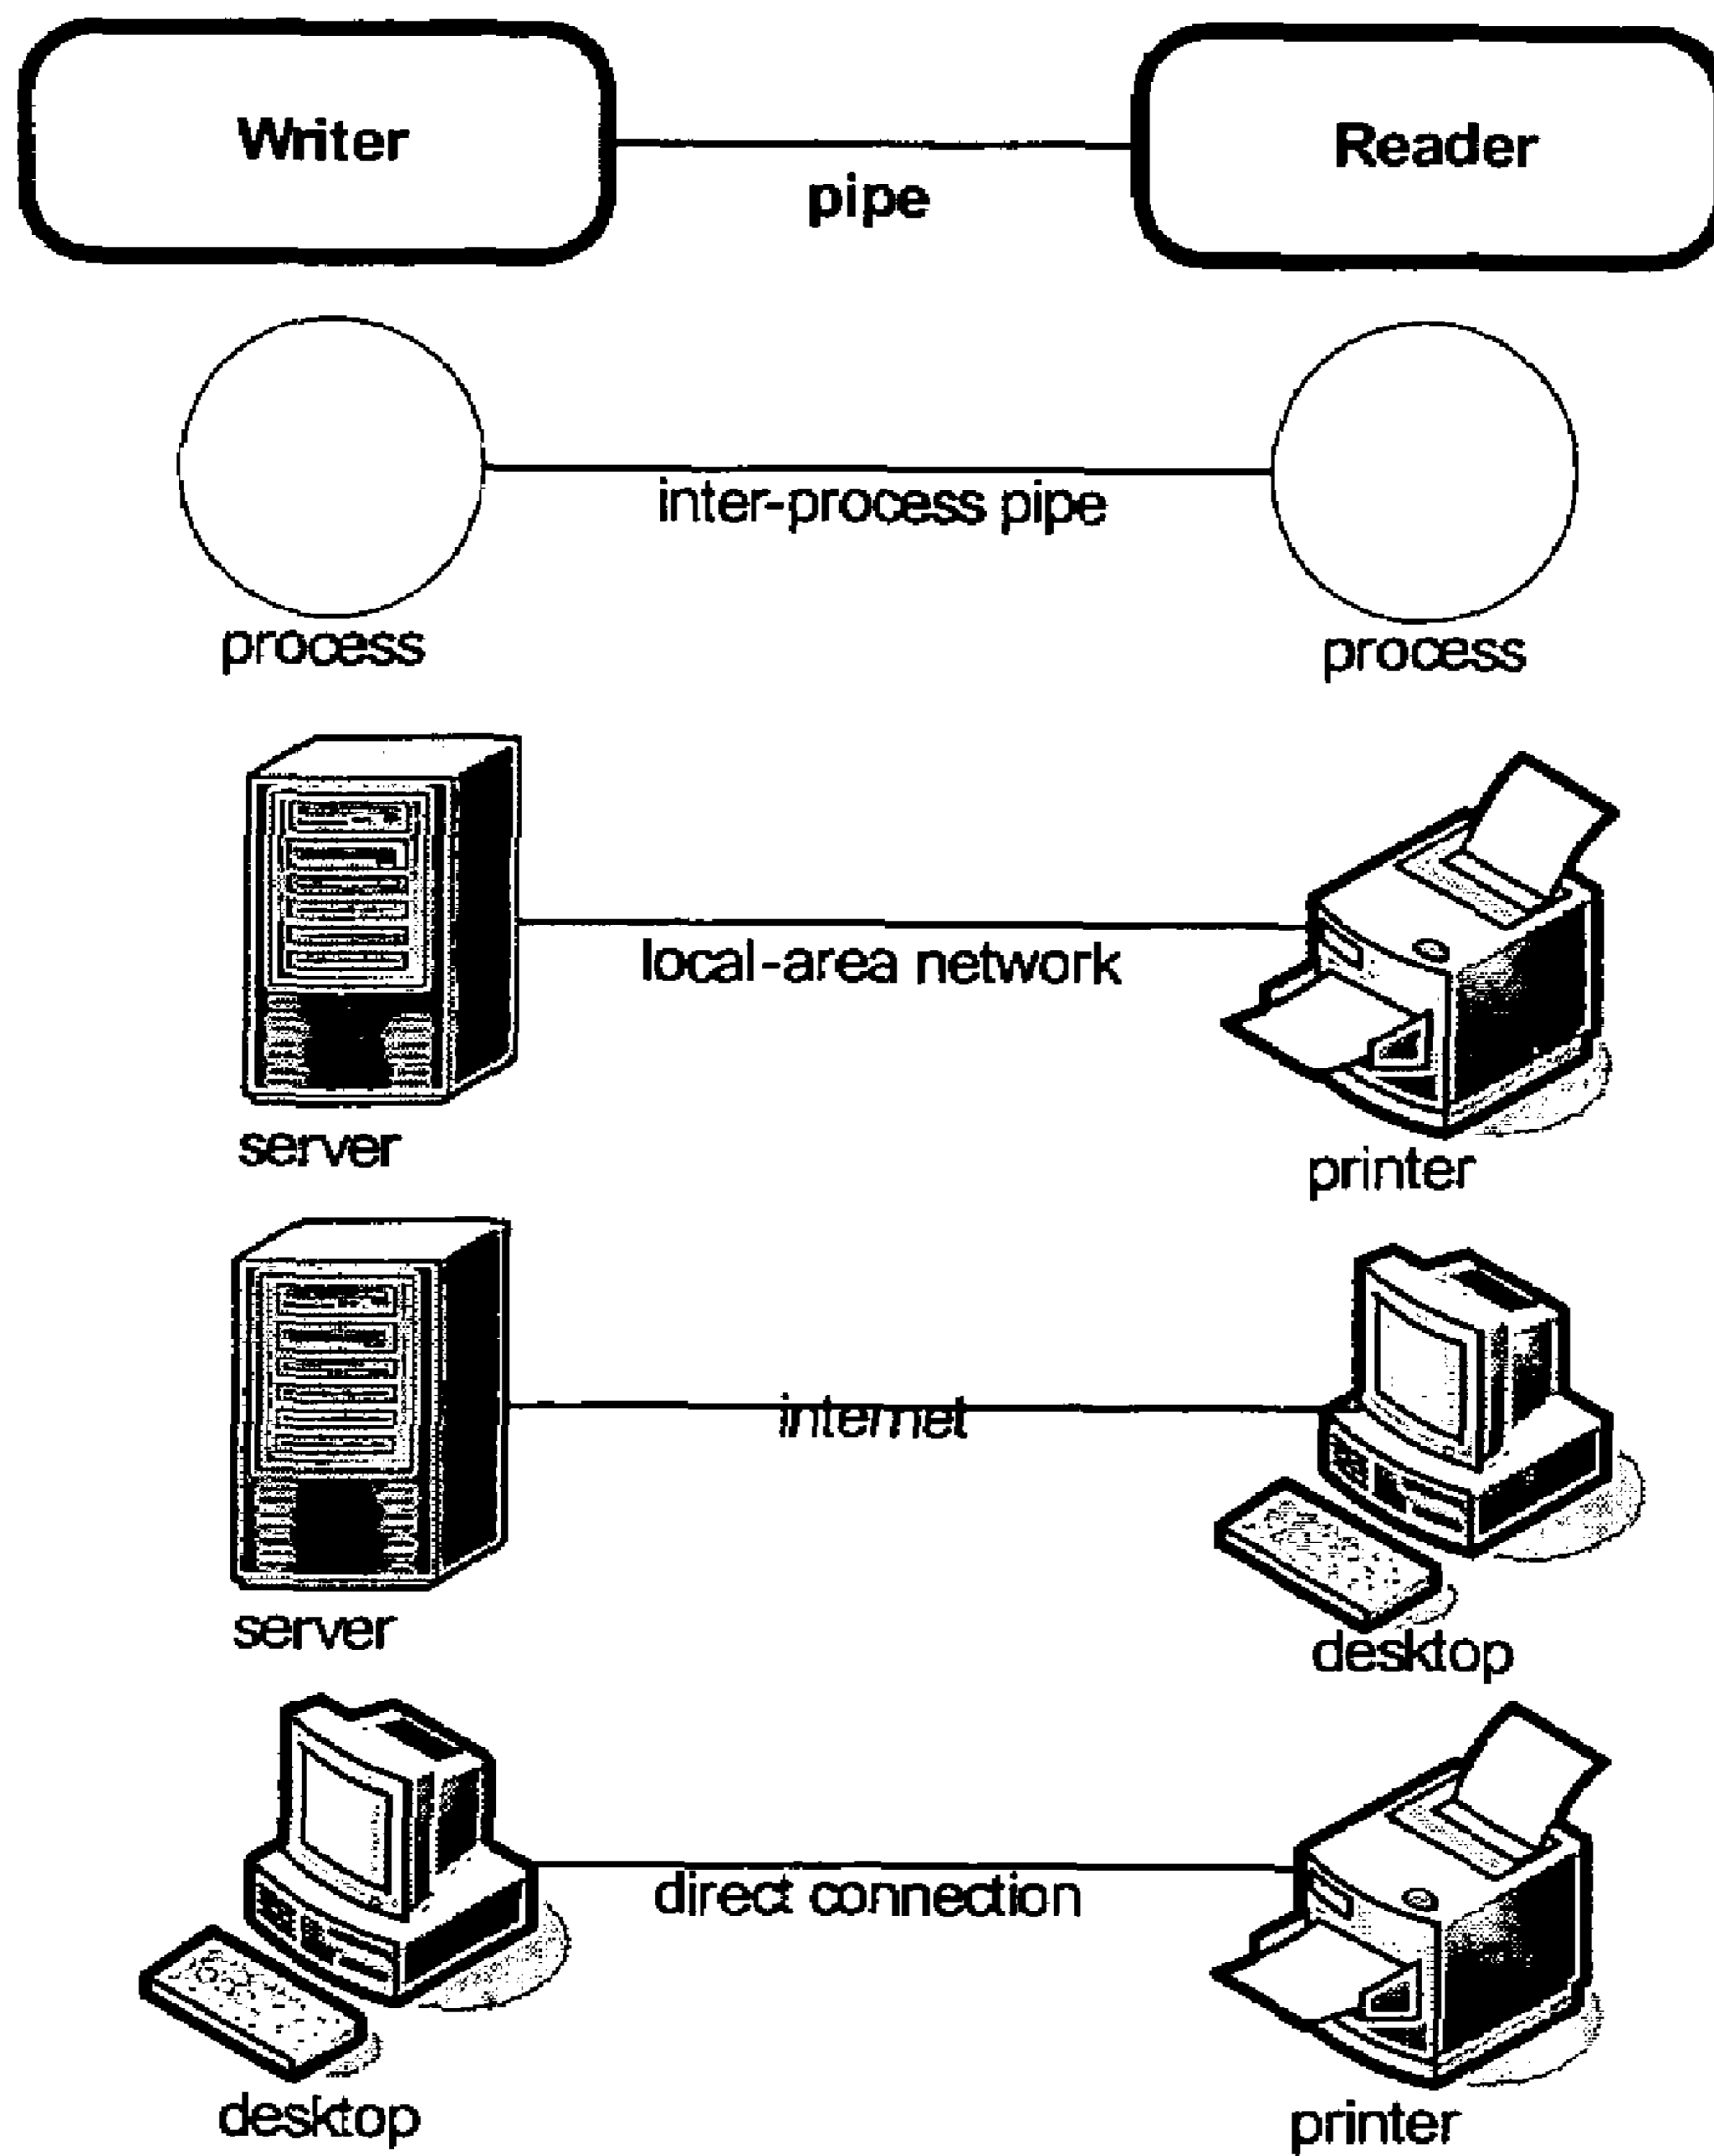 Writer
Reader
pipe
inter-process pipe
process
process
local-area network
server
printer
internet
server
desktop
direct connection
desktop
printer